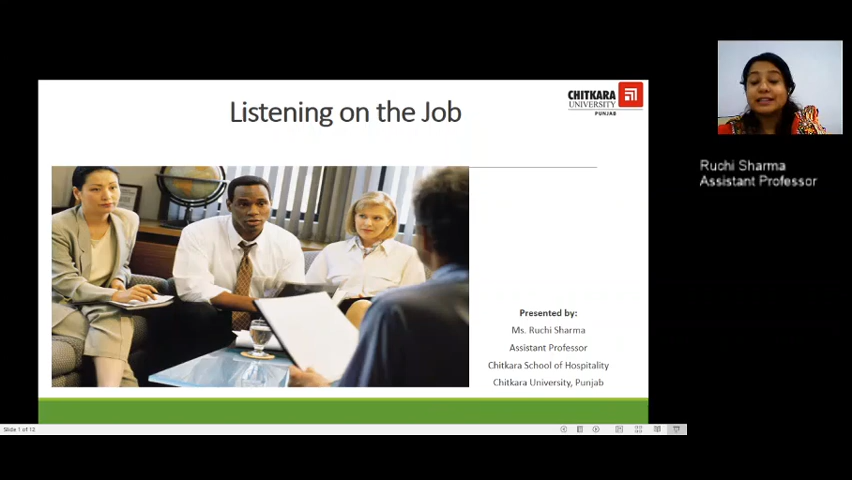 Listening on the Job
CHITKARA
UNIVERSITY
PUNJAB
Ruchi Sharma
Assistant Professor
Presented by:
Ms. Ruchi Sharma
Assistant Professor
Chitkara School of Hospitality
Chitkara University, Punjab
Slide 1 of 12